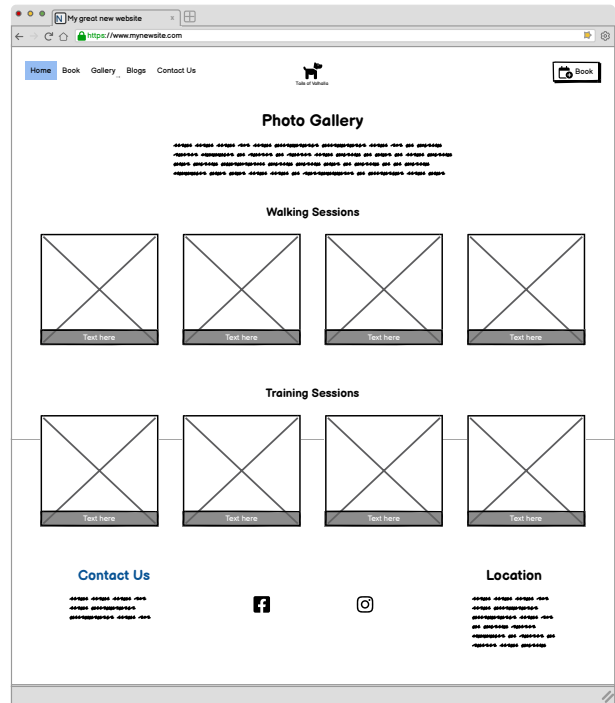 My great new website
https://www.mynewsite.com
Home Book Gallery Blogs Contact Us
Tails of Valhalla
Book
Photo Gallery
Walking Sessions
Text here Text here Text here Text here
Training Sessions
Text here Text here Text here Text here
Contact Us
Location